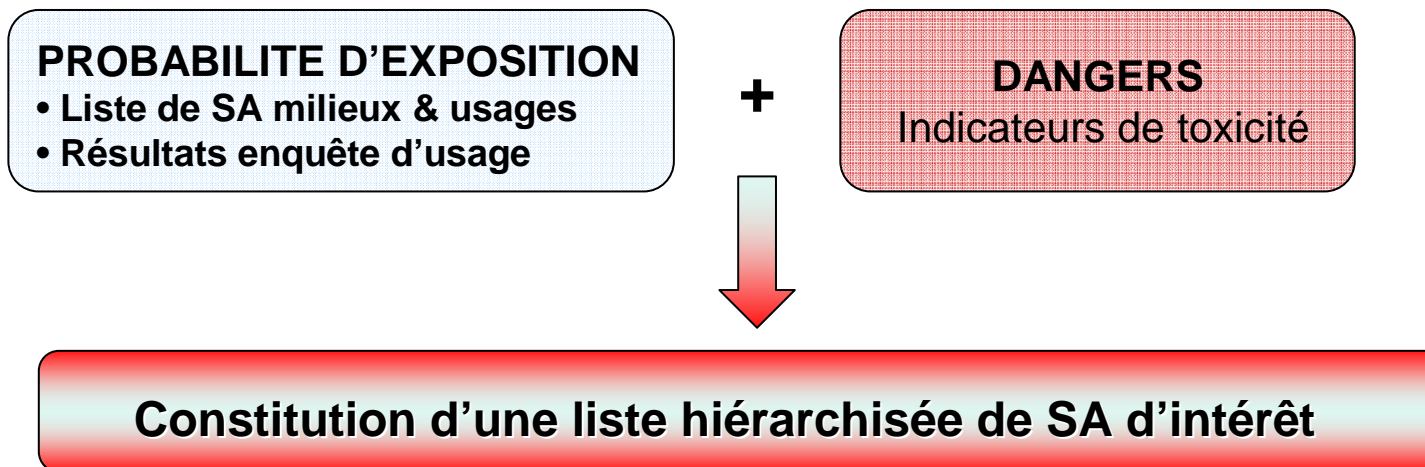 PROBABILITE D’EXPOSITION
• Liste de SA milieux & usages
• Résultats enquête d’usage
+
DANGERS
Indicateurs de toxicité
Constitution d’une liste hiérarchisée de SA d’intérêt